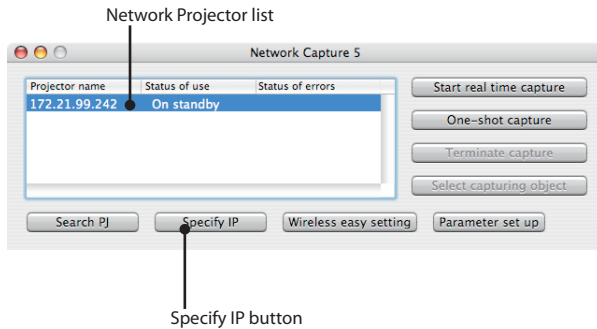 Network Projector list
Network Capture 5
Projector name Status of use Status of errors
172.21.99.242 On standby
Start real time capture
One-shot capture
Terminate capture
Select capturing object
Search PJ Specify IP Wireless easy setting Parameter set up
Specify IP button